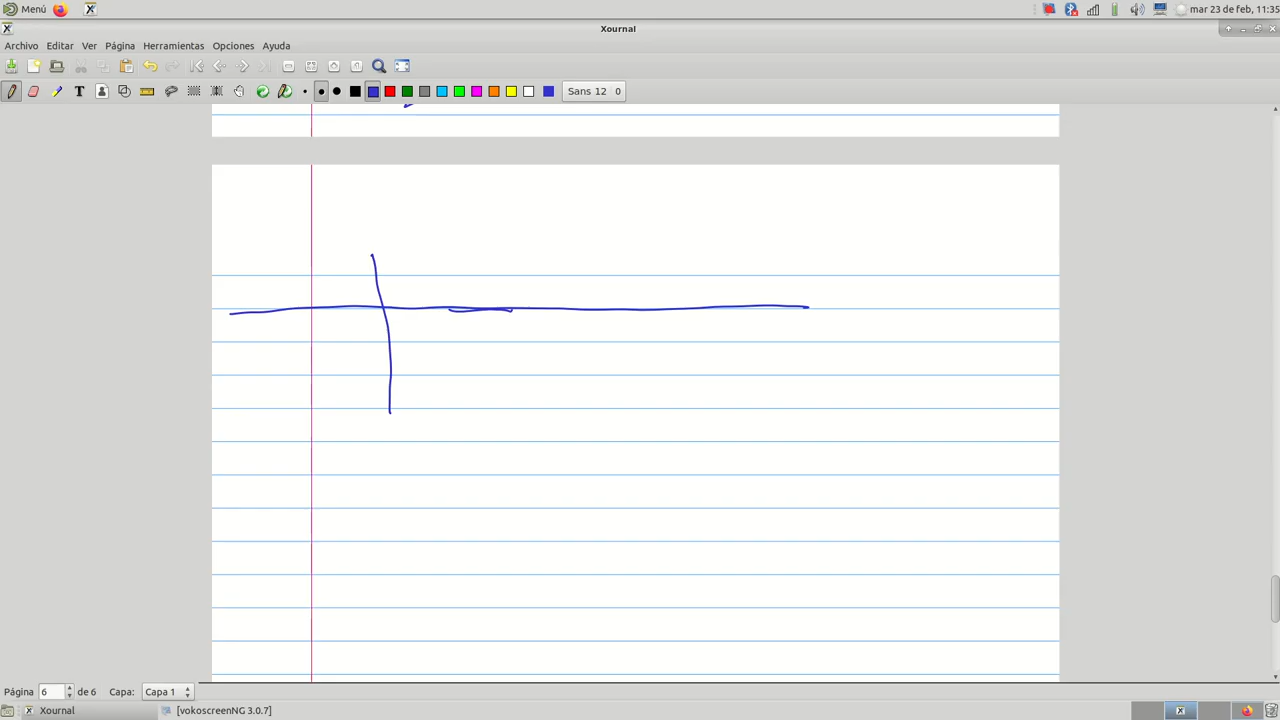 Menú mar 23 de feb, 11:35
Xournal
Archivo Editar Ver Página Herramientas Opciones Ayuda
T Sans 12 0
Página 6 de 6 Capa: Capa 1
Xournal [vokoscreenNG 3.0.7]